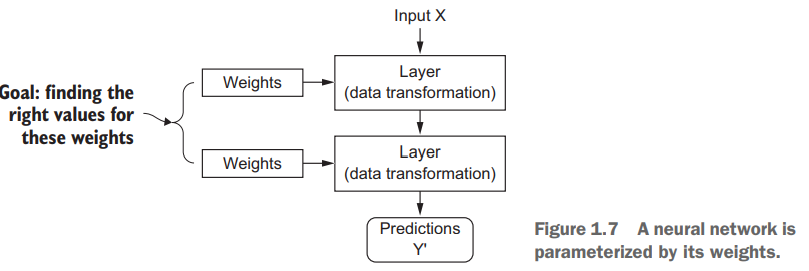 Input X
Layer
(data transformation)
Weights
Goal: finding the
right values for
these weights
Layer
(data transformation)
Weights
Predictions
Y'
Figure 1.7 A neural network is
parameterized by its weights.